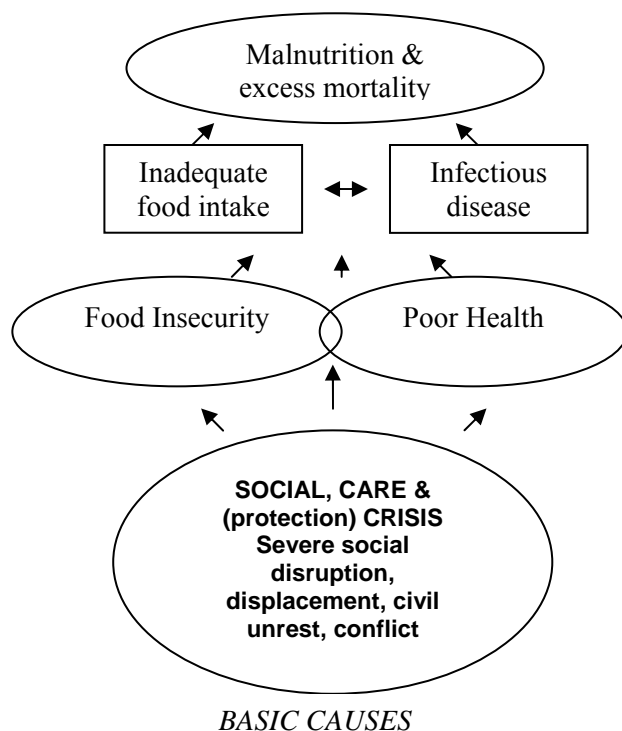 Malnutrition &
excess mortality
Inadequate
food intake
Infectious
disease
Food Insecurity
Poor Health
SOCIAL, CARE &
(protection) CRISIS
Severe social
disruption,
displacement, civil
unrest, conflict
BASIC CAUSES